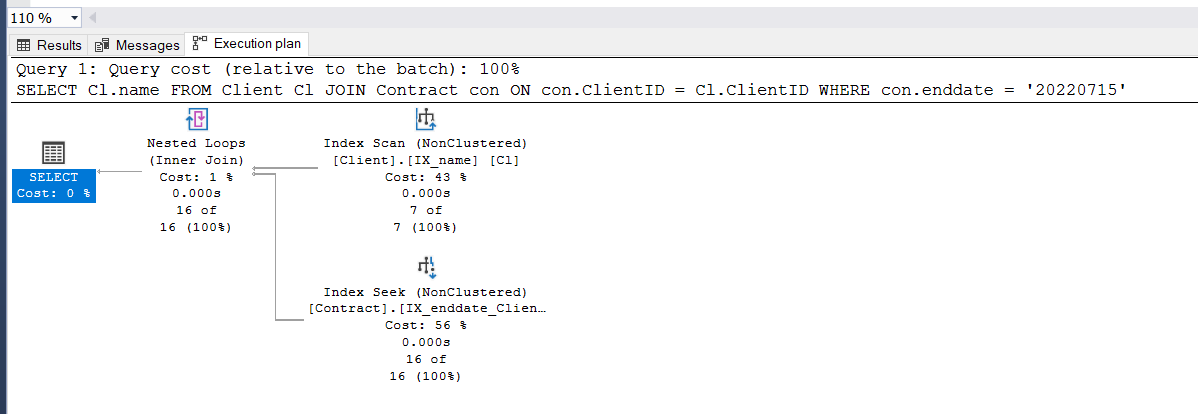 110 %
Results Messages Execution plan
Query 1: Query cost (relative to the batch): 100%
SELECT Cl.name FROM Client Cl JOIN Contract con ON con.ClientID = Cl.ClientID WHERE con.enddate = '20220715'
SELECT
Cost: 0 %
Nested Loops
(Inner Join)
Cost: 1 %
0.000s
16 of
16 (100%)
Index Scan (NonClustered)
[Client].[IX_name] [Cl]
Cost: 43 %
0.000s
7 of
7 (100%)
Index Seek (NonClustered)
[Contract].[IX_enddate_Clien…
Cost: 56 %
0.000s
16 of
16 (100%)